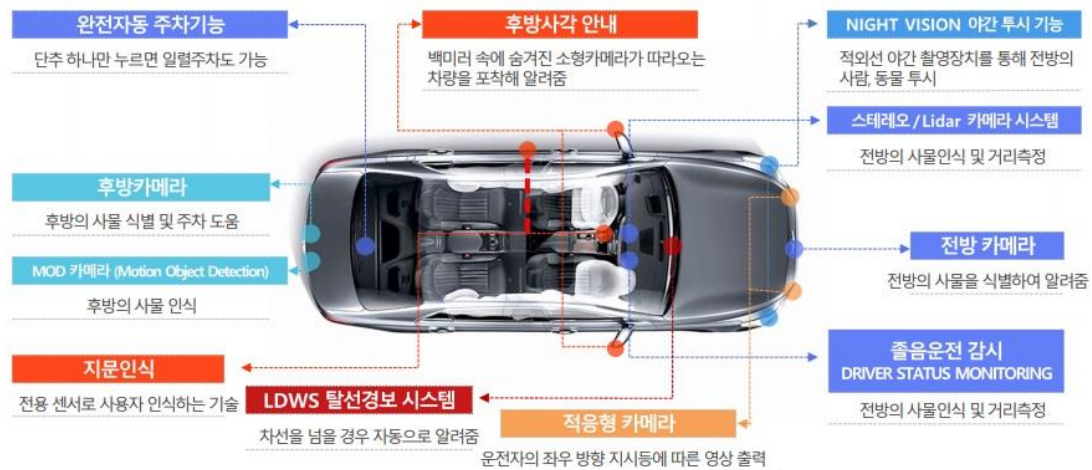 완전자동 주차기능
단추 하나만 누르면 일렬주차도 가능
후방사각 안내
백미러 속에 숨겨진 소형카메라가 따라오는
차량을 포착해 알려줌
NIGHT VISION 야간 투시 기능
적외선 야간 촬영장치를 통해 전방의
사람, 동물 투시
스테레오 / Lidar 카메라 시스템
전방의 사물인식 및 거리측정
후방카메라
후방의 사물 식별 및 주차 도움
MOD 카메라 (Motion Object Detection)
후방의 사물 인식
전방 카메라
전방의 사물을 식별하여 알려줌
지문인식
전용 센서로 사용자 인식하는 기술
LDWS 탈선경보 시스템
차선을 넘을 경우 자동으로 알려줌
적응형 카메라
운전자의 좌우 방향 지시등에 따른 영상 출력
졸음운전 감시
DRIVER STATUS MONITORING
전방의 사물인식 및 거리측정